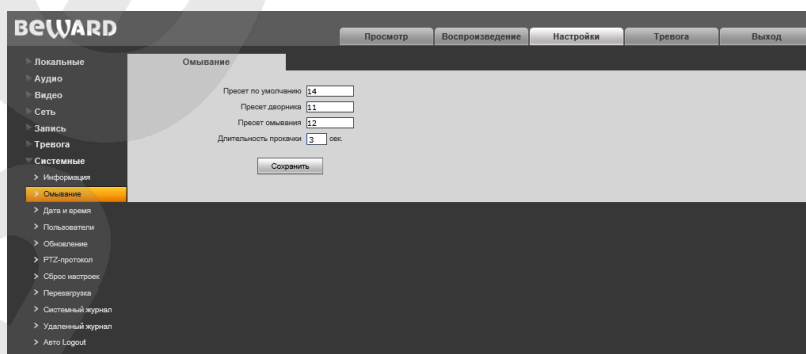 BEWARD
Просмотр
Воспроизведение
Настройки
Тревога
Выход
Локальные
Аудио
Видео
Сеть
Запись
Тревога
Системные
Информация
Омывание
Дата и время
Пользователи
Обновление
PTZ-протокол
Сброс настроек
Перезагрузка
Системный журнал
Удаленный журнал
Авто Logout
Омывание
Пресет по умолчанию 14
Пресет дворника 11
Пресет омывания 12
Длительность прокачки 3 сек.
Сохранить